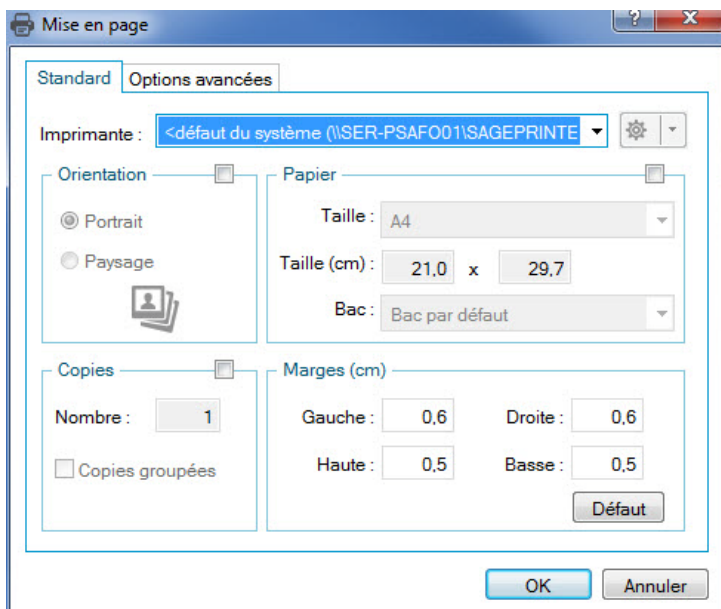 Mise en page
?
X
Standard
Options avancées
Imprimante :
<défaut du système (\\SER-PSAFO01\SAGEPRINTE
Orientation
Portrait
Paysage
Papier
Taille :
A4
Taille (cm) :
21,0 x 29,7
Bac :
Bac par défaut
Copies
Nombre :
1
Copies groupées
Marges (cm)
Gauche : 0,6 Droite : 0,6
Haute : 0,5 Basse : 0,5
Défaut
OK
Annuler